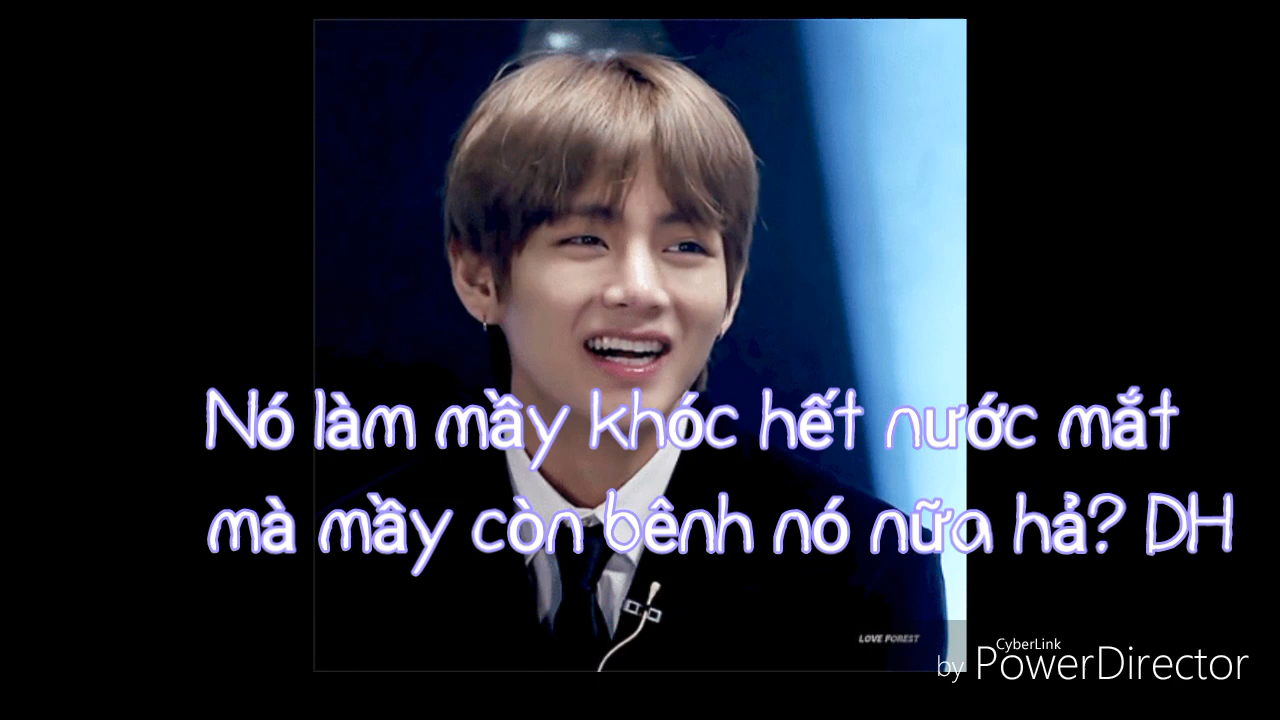 Nó làm mầy khóc hết nước mắt
mà mầy còn bênh nó nữa hả? DH
LOVE FOREST
CyberLink
by PowerDirector